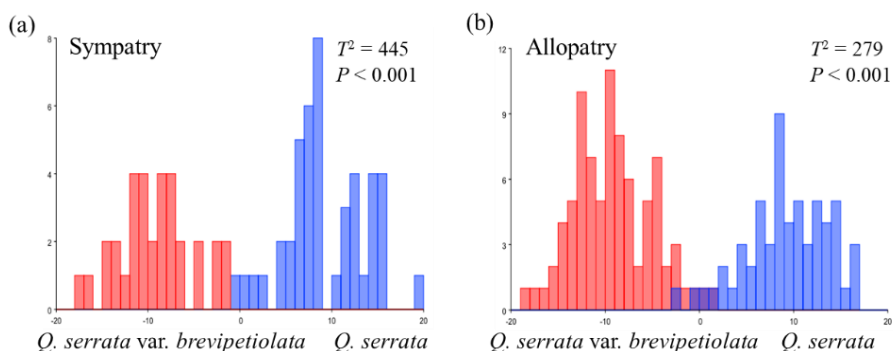 (a)
Sympatry
T² = 445
P < 0.001
8
6
4
2
0
-20
-10
0
10
20
Q. serrata var. brevipetiolata
Q. serrata
(b)
Allopatry
T² = 279
P < 0.001
12
9
6
3
0
-20
-10
0
10
20
Q. serrata var. brevipetiolata
Q. serrata